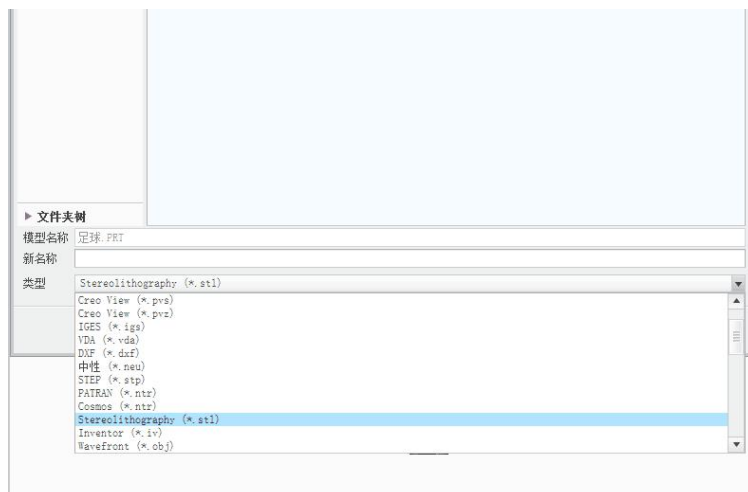 文件夹树
模型名称 足球.PRT
新名称
类型 Stereolithography (*.stl)
Creo View (*.pvs)
Creo View (*.pvz)
IGES (*.igs)
VDA (*.vda)
DXF (*.dxf)
中性 (*.neu)
STEP (*.stp)
PATRAN (*.ntr)
Cosmos (*.ntr)
Stereolithography (*.stl)
Inventor (*.iv)
Wavefront (*.obj)